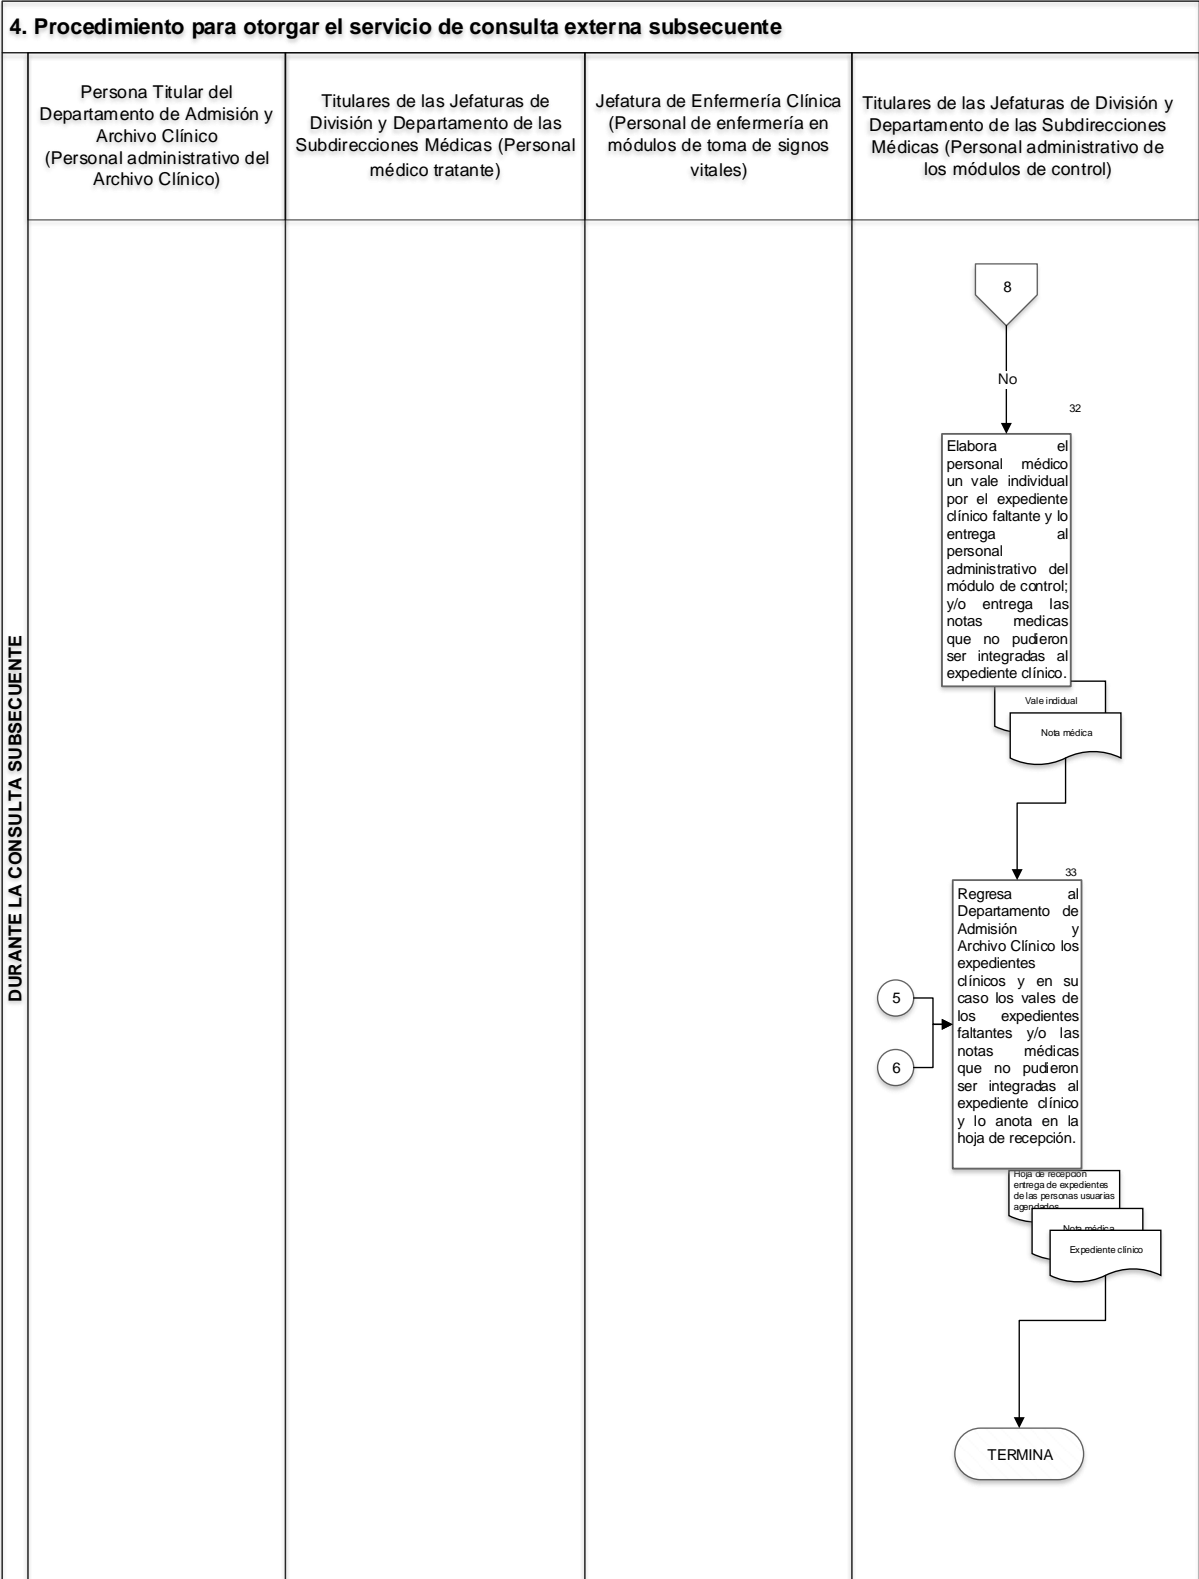 4. Procedimiento para otorgar el servicio de consulta externa subsecuente
Persona Titular del
Departamento de Admisión y
Archivo Clínico
(Personal administrativo del
Archivo Clínico)
Titulares de las Jefaturas de
División y Departamento de las
Subdirecciones Médicas (Personal
médico tratante)
Jefatura de Enfermería Clínica
(Personal de enfermería en
módulos de toma de signos
vitales)
Titulares de las Jefaturas de División y
Departamento de las Subdirecciones
Médicas (Personal administrativo de
los módulos de control)
DURANTE LA CONSULTA SUBSECUENTE
8
No
32
Elabora el
personal médico
un vale individual
por el expediente
clínico faltante y lo
entrega al
personal
administrativo del
módulo de control;
y/o entrega las
notas medicas
que no pudieron
ser integradas al
expediente clínico.
Vale indidual
Nota médica
33
Regresa al
Departamento de
Admisión y
Archivo Clínico los
expedientes
clínicos y en su
caso los vales de
los expedientes
faltantes y/o las
notas médicas
que no pudieron
ser integradas al
expediente clínico
y lo anota en la
hoja de recepción.
5
6
Hoja de recepción
entrega de expedientes
de las personas usuarias
agendados
Nota médica
Expediente clínico
TERMINA